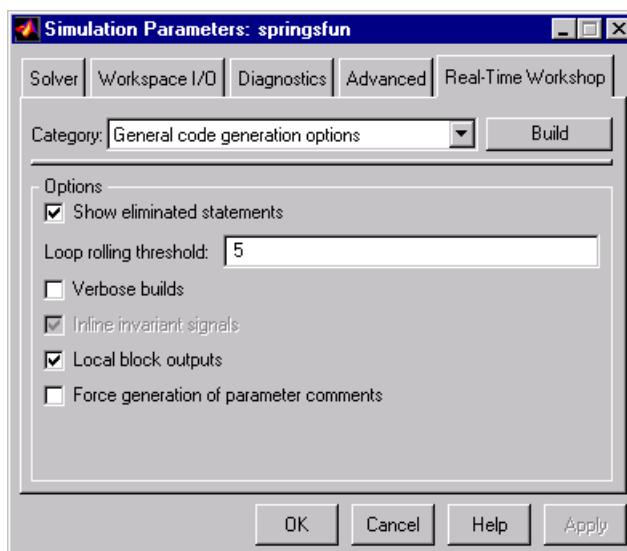 Simulation Parameters: springsfun
Solver Workspace I/O Diagnostics Advanced Real-Time Workshop
Category: General code generation options Build
Options
Show eliminated statements
Loop rolling threshold: 5
Verbose builds
Inline invariant signals
Local block outputs
Force generation of parameter comments
OK Cancel Help Apply